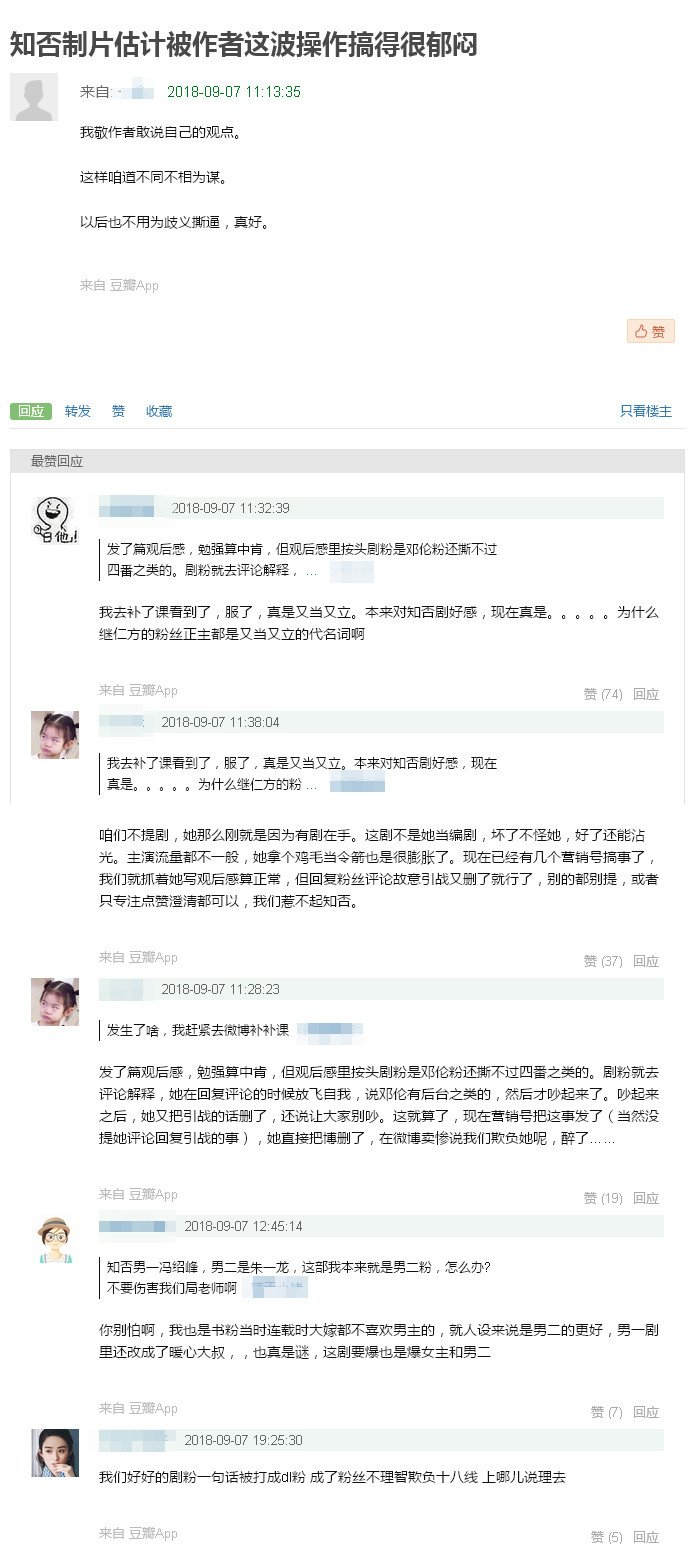 知否制片估计被作者这波操作搞得很郁闷
来自: 2018-09-07 11:13:35
我敬作者敢说自己的观点。
这样咱道不同不相为谋。
以后也不用为歧义撕逼，真好。
来自 豆瓣App
赞
回应 转发 赞 收藏 只看楼主
最赞回应
2018-09-07 11:32:39
发了篇观后感，勉强算中肯，但观后感里按头剧粉是邓伦粉还撕不过
四番之类的。剧粉就去评论解释， ...
我去补了课看到了，服了，真是又当又立。本来对知否剧好感，现在真是。。。。。为什么
继仁方的粉丝正主都是又当又立的代名词啊
来自 豆瓣App
赞 (74) 回应
日他!
2018-09-07 11:38:04
我去补了课看到了，服了，真是又当又立。本来对知否剧好感，现在
真是。。。。。为什么继仁方的粉 ...
咱们不提剧，她那么刚就是因为有剧在手。这剧不是她当编剧，坏了不怪她，好了还能沾
光。主演流量都不一般，她拿个鸡毛当令箭也是很膨胀了。现在已经有几个营销号搞事了，
我们就抓着她写观后感算正常，但回复粉丝评论故意引战又删了就行了，别的都别提，或者
只专注点赞澄清都可以，我们惹不起知否。
来自 豆瓣App
赞 (37) 回应
2018-09-07 11:28:23
发生了啥，我赶紧去微博补补课
发了篇观后感，勉强算中肯，但观后感里按头剧粉是邓伦粉还撕不过四番之类的。剧粉就去
评论解释，她在回复评论的时候放飞自我，说邓伦有后台之类的，然后才吵起来了。吵起来
之后，她又把引战的话删了，还说让大家别吵。这就算了，现在营销号把这事发了（当然没
提她评论回复引战的事），她直接把博删了，在微博卖惨说我们欺负她呢，醉了......
来自 豆瓣App
赞 (19) 回应
2018-09-07 12:45:14
知否男一冯绍峰，男二是朱一龙，这部我本来就是男二粉，怎么办?
不要伤害我们局老师啊
你别怕啊，我也是书粉当时连载时大嫁都不喜欢男主的，就人设来说是男二的更好，男一剧
里还改成了暖心大叔，，也真是谜，这剧要爆也是爆女主和男二
来自 豆瓣App
赞 (7) 回应
2018-09-07 19:25:30
我们好好的剧粉一句话被打成dl粉 成了粉丝不理智欺负十八线 上哪儿说理去
来自 豆瓣App
赞 (5) 回应